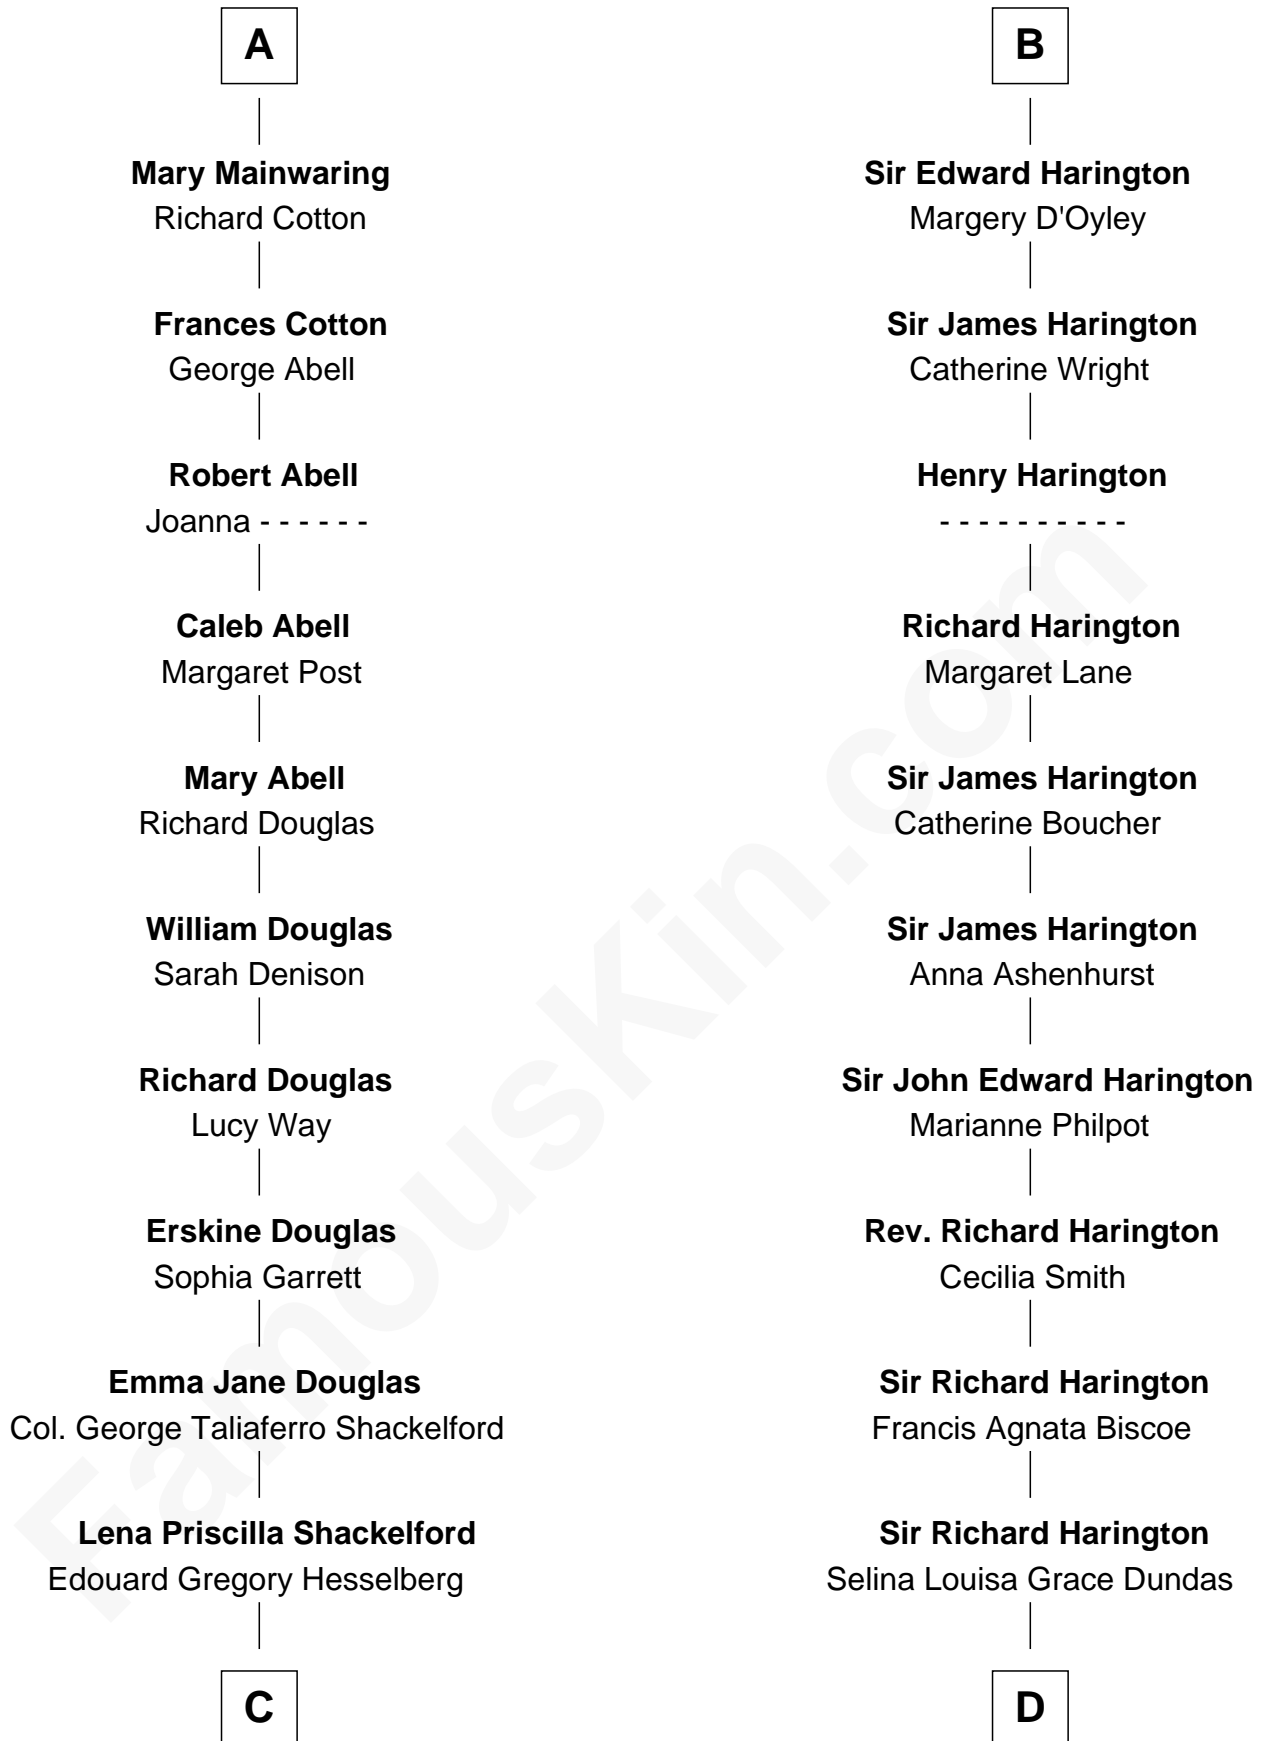 A
Mary Mainwaring
Richard Cotton
Frances Cotton
George Abell
Robert Abell
Joanna - - - - - -
Caleb Abell
Margaret Post
Mary Abell
Richard Douglas
William Douglas
Sarah Denison
Richard Douglas
Lucy Way
Erskine Douglas
Sophia Garrett
Emma Jane Douglas
Col. George Taliaferro Shackelford
Lena Priscilla Shackelford
Edouard Gregory Hesselberg
C
B
Sir Edward Harington
Margery D'Oyley
Sir James Harington
Catherine Wright
Henry Harington
- - - - - - - - - -
Richard Harington
Margaret Lane
Sir James Harington
Catherine Boucher
Sir James Harington
Anna Ashenhurst
Sir John Edward Harington
Marianne Philpot
Rev. Richard Harington
Cecilia Smith
Sir Richard Harington
Francis Agnata Biscoe
Sir Richard Harington
Selina Louisa Grace Dundas
D
FamousKin.com